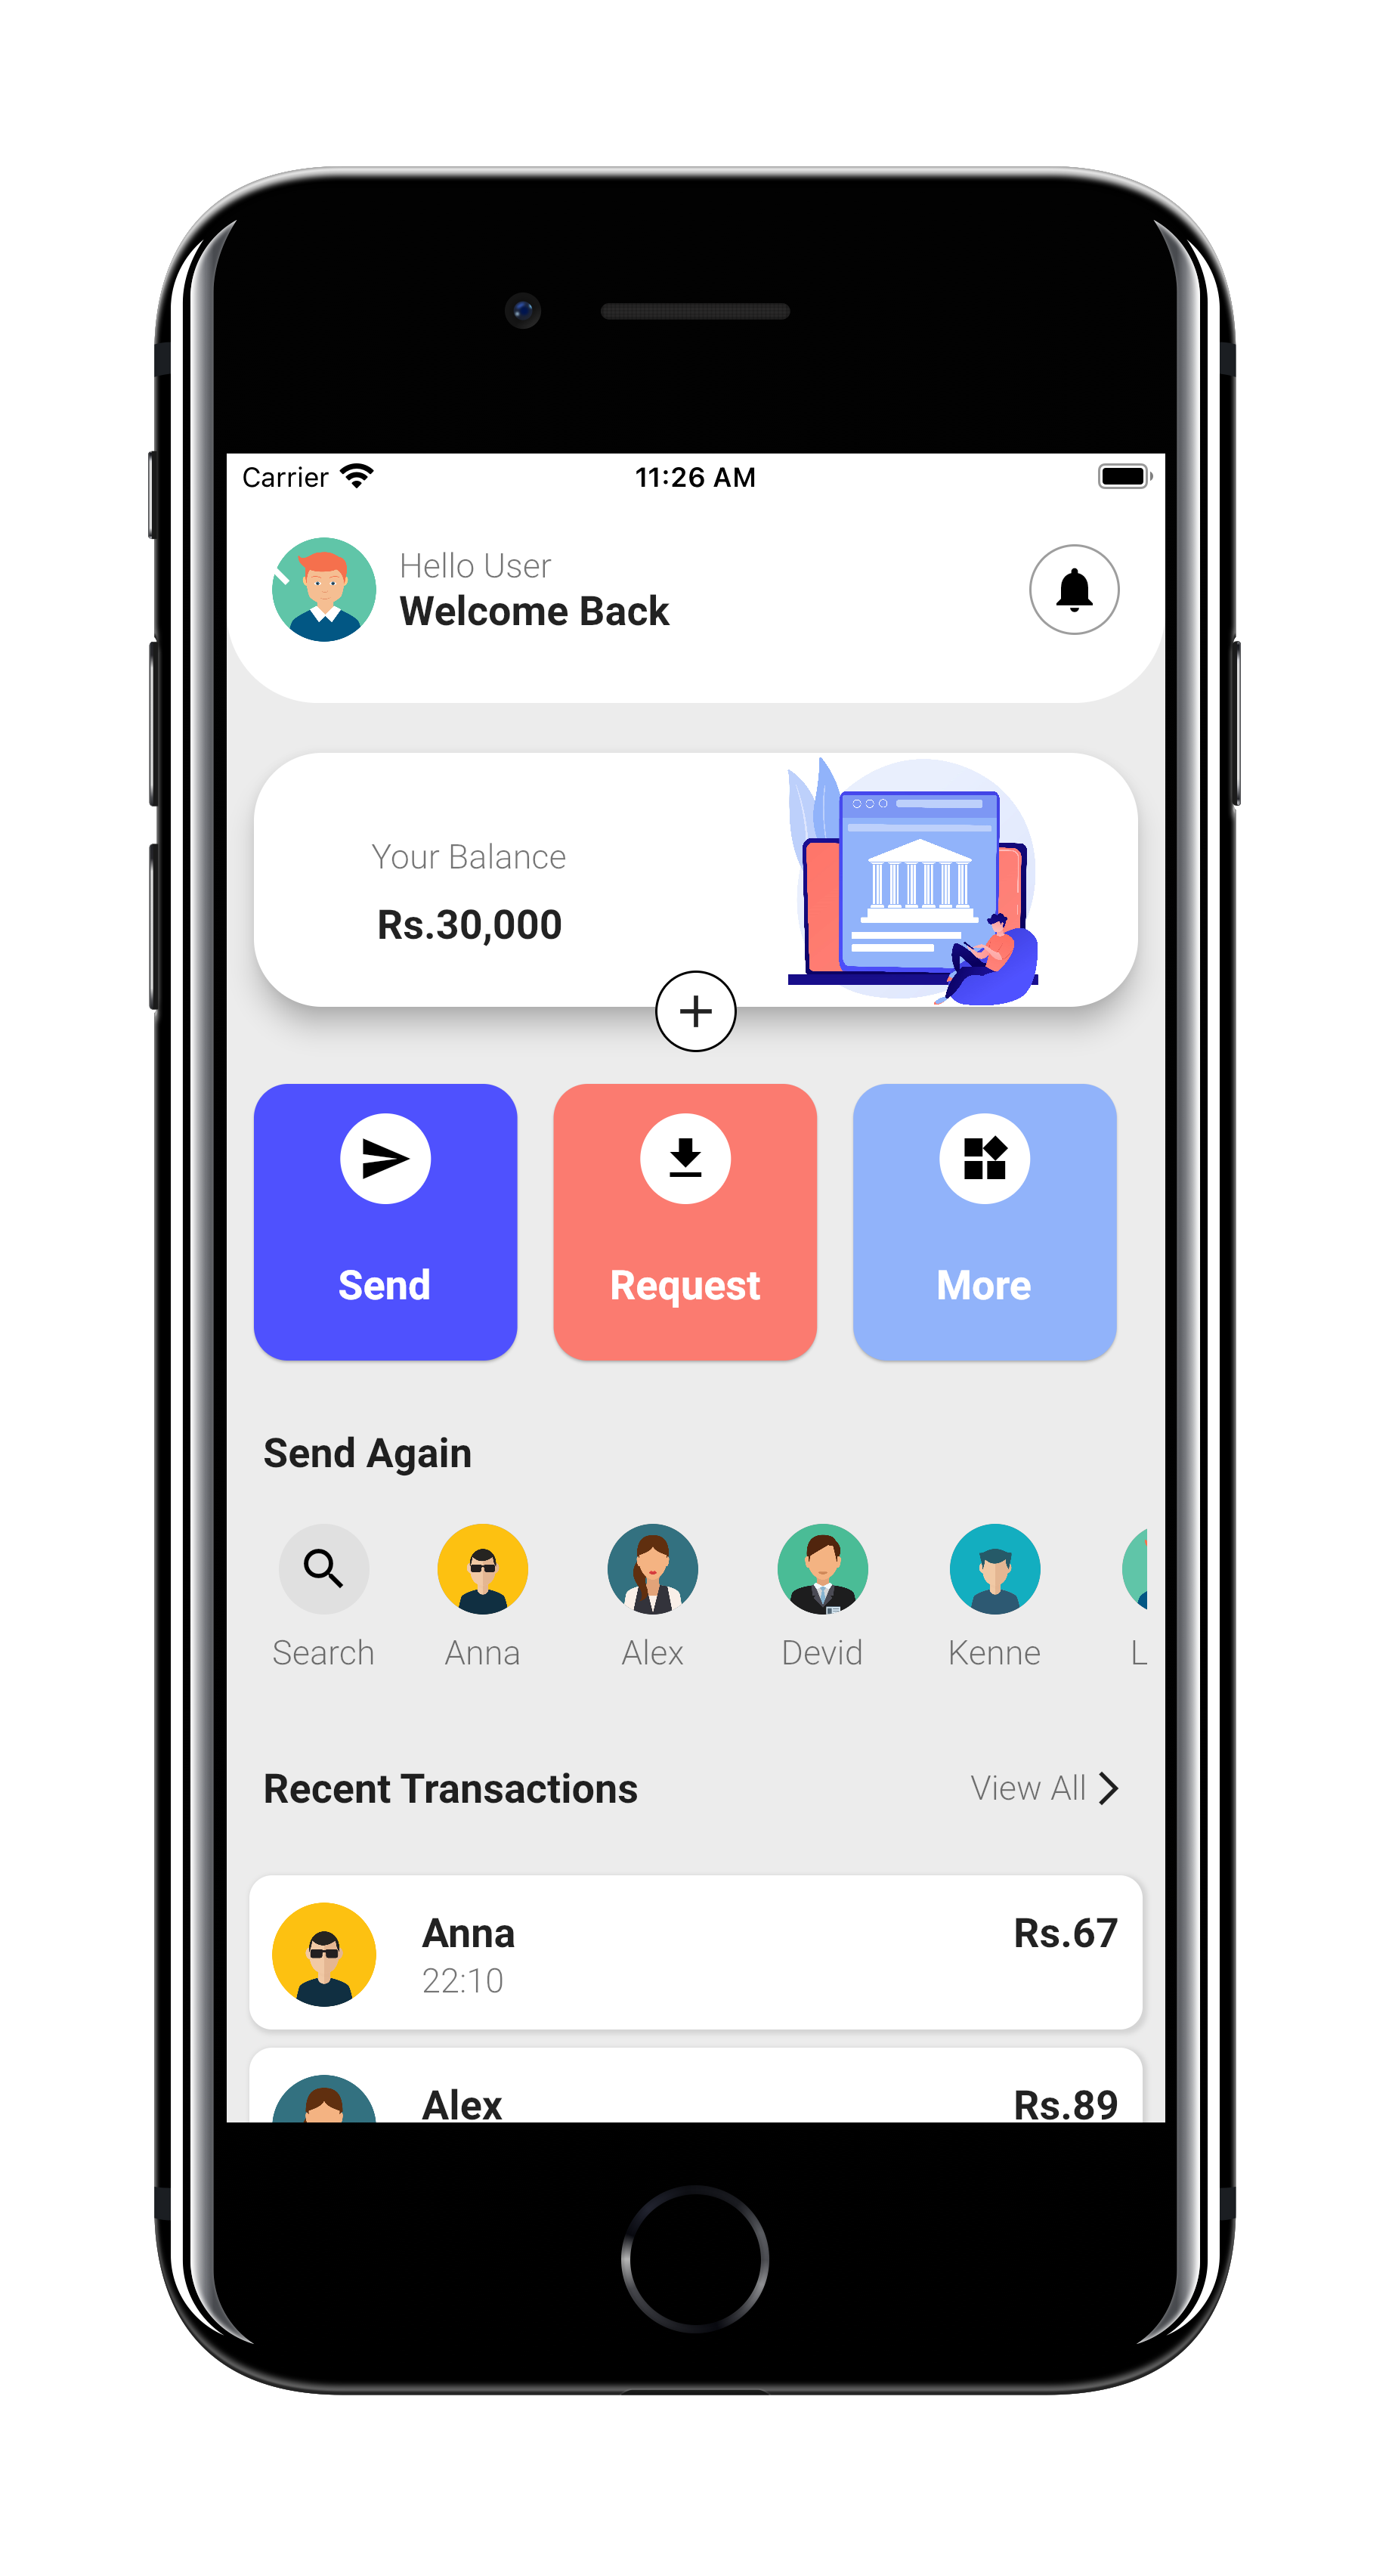 Carrier
11:26 AM
Hello User
Welcome Back
Your Balance
Rs.30,000
Send
Request
More
Send Again
Search
Anna
Alex
Devid
Kenne
L
Recent Transactions
View All
Anna
Rs.67
22:10
Alex
Rs.89